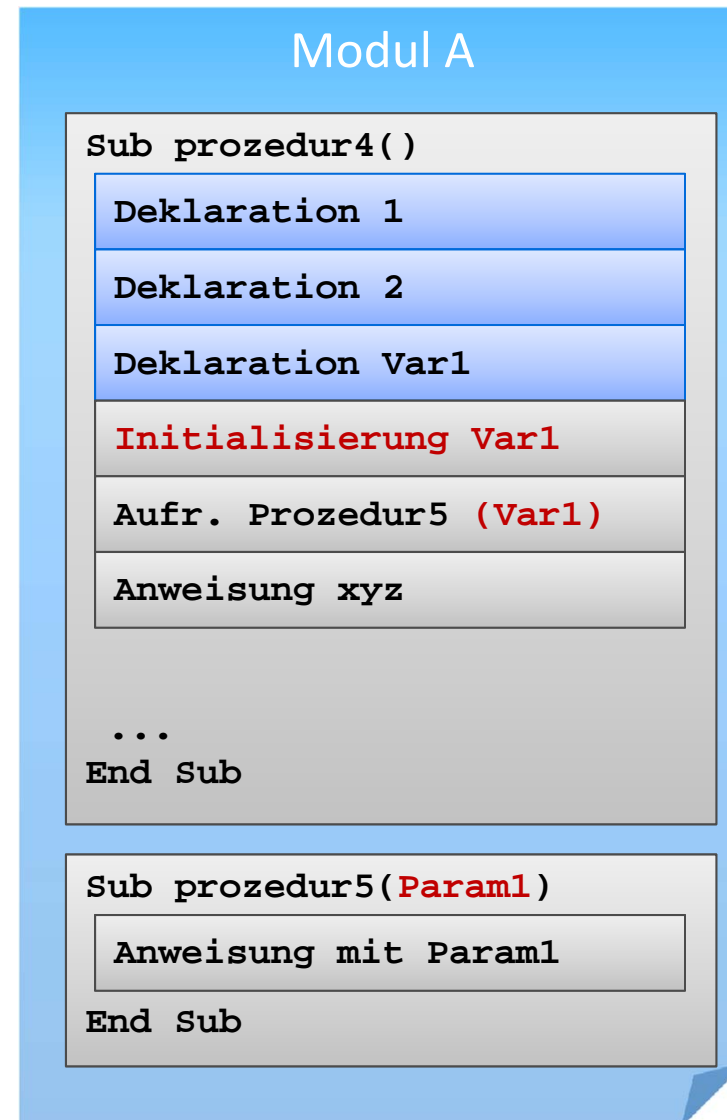 Modul A
Sub prozedur4()
Deklaration 1
Deklaration 2
Deklaration Var1
Initialisierung Var1
Aufr. Prozedur5 (Var1)
Anweisung xyz
...
End Sub
Sub prozedur5(Param1)
Anweisung mit Param1
End Sub